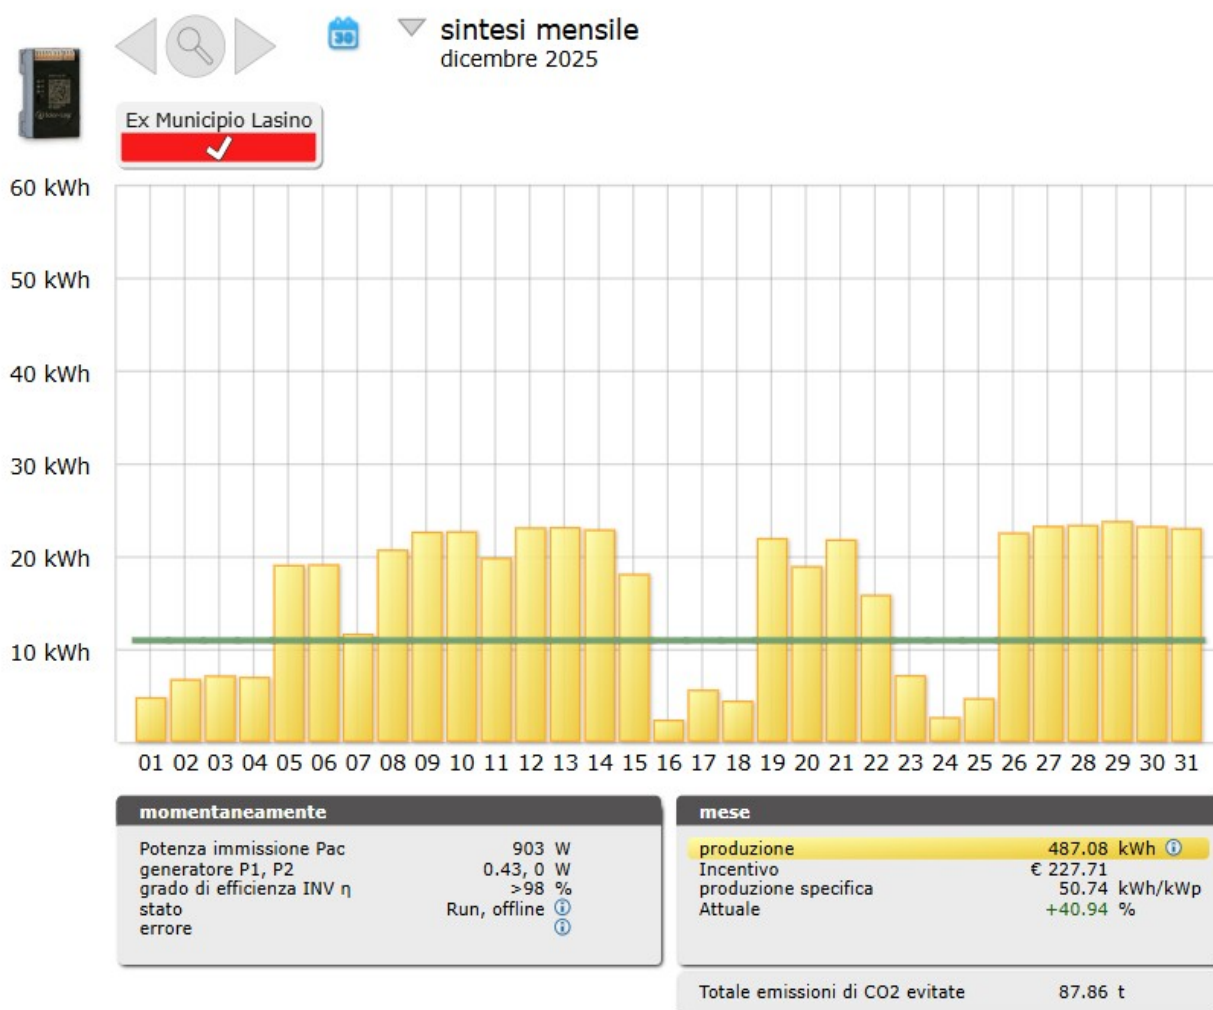 30
sintesi mensile
dicembre 2025
Ex Municipio Lasino
60 kWh
50 kWh
40 kWh
30 kWh
20 kWh
10 kWh
01 02 03 04 05 06 07 08 09 10 11 12 13 14 15 16 17 18 19 20 21 22 23 24 25 26 27 28 29 30 31
momentaneamente
Potenza immissione Pac 903 W
generatore P1, P2 0.43, 0 W
grado di efficienza INV η >98 %
stato Run, offline
errore
mese
produzione 487.08 kWh
Incentivo € 227.71
produzione specifica 50.74 kWh/kWp
Attuale +40.94 %
Totale emissioni di CO2 evitate 87.86 t